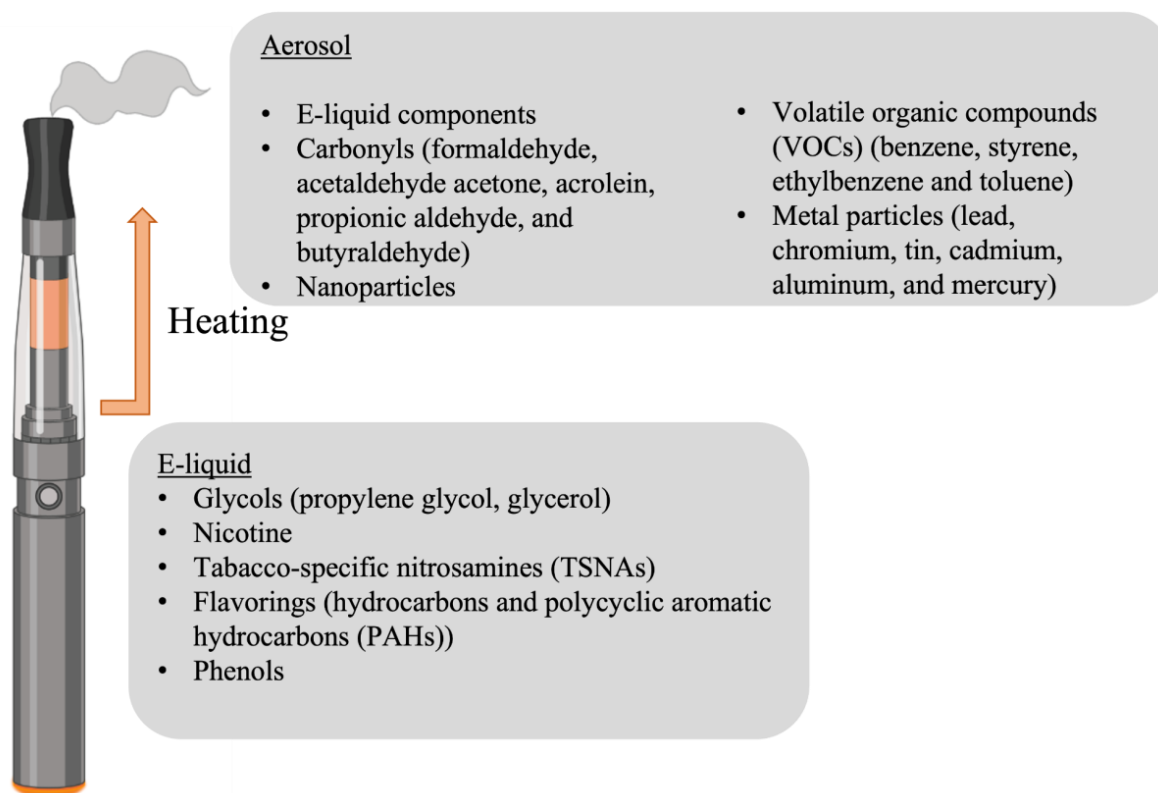 Aerosol
• E-liquid components
• Carbonyls (formaldehyde,
acetaldehyde acetone, acrolein,
propionic aldehyde, and
butyraldehyde)
• Nanoparticles
• Volatile organic compounds
(VOCs) (benzene, styrene,
ethylbenzene and toluene)
• Metal particles (lead,
chromium, tin, cadmium,
aluminum, and mercury)
Heating
E-liquid
• Glycols (propylene glycol, glycerol)
• Nicotine
• Tabacco-specific nitrosamines (TSNAs)
• Flavorings (hydrocarbons and polycyclic aromatic
hydrocarbons (PAHs))
• Phenols